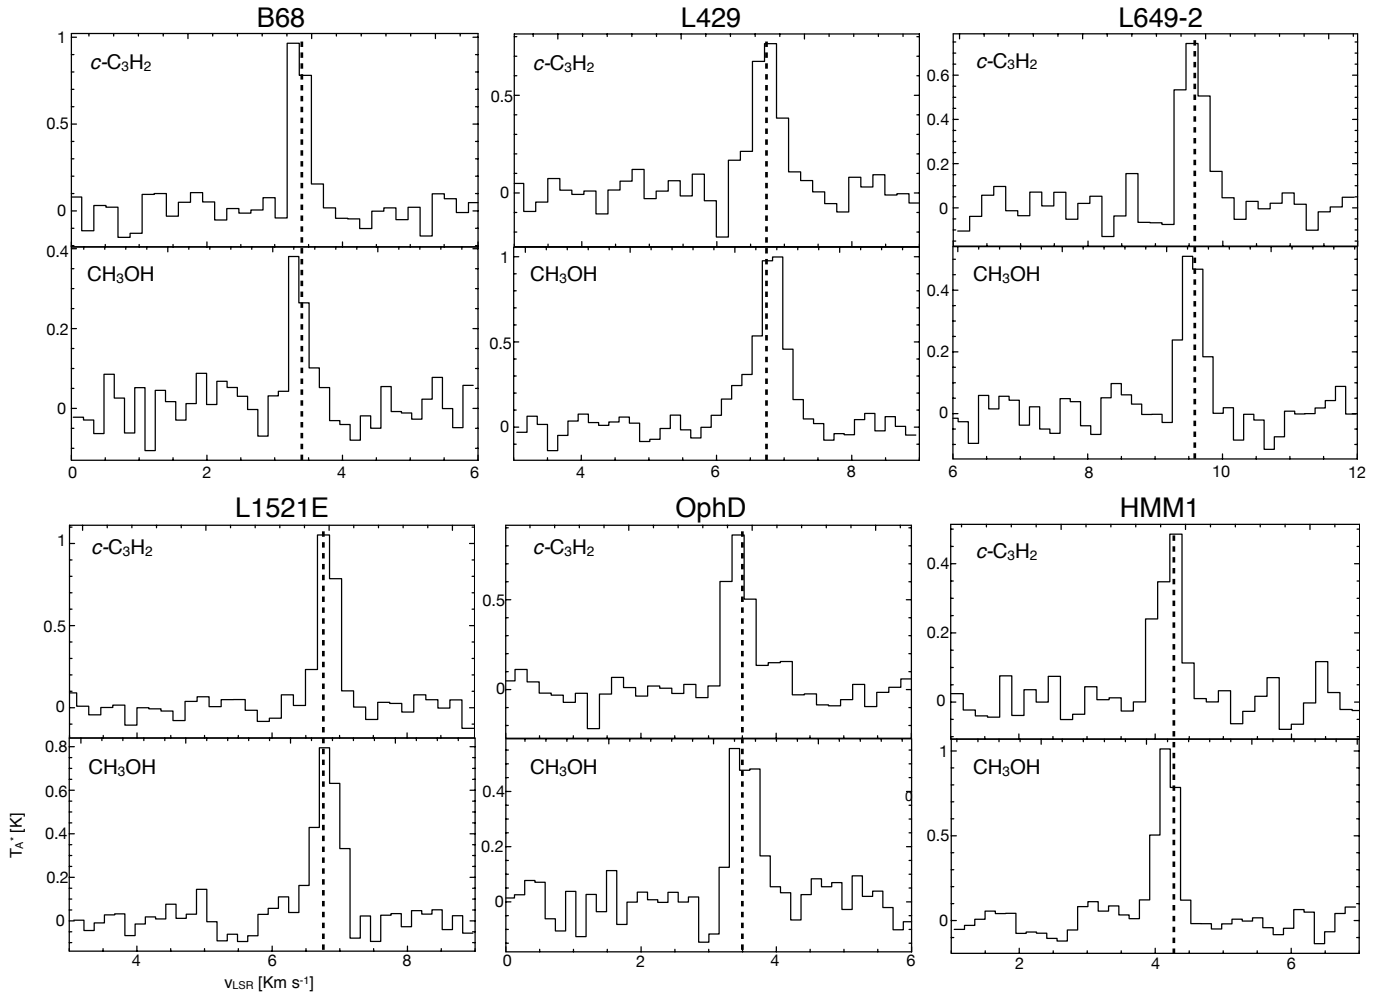 B68 L429 L649-2
1 c-C₃H₂ 0.5 0
0.5 c-C₃H₂ 0
0.6 c-C₃H₂ 0.4 0.2 0
0.4 CH₃OH 0.2 0
1 CH₃OH 0.5 0
0.4 CH₃OH 0.2 0
0 2 4 6
4 6 8
6 8 10 12
L1521E OphD HMM1
1 c-C₃H₂ 0.5 0
c-C₃H₂ 0.5 0
c-C₃H₂ 0.4 0.2 0
0.8 CH₃OH 0.6 0.4 0.2 0
CH₃OH 0.4 0.2 0 0
1 CH₃OH 0.5 0
T_A* [K]
4 6 8
0 2 4 6
2 4 6
v_LSR [Km s⁻¹]